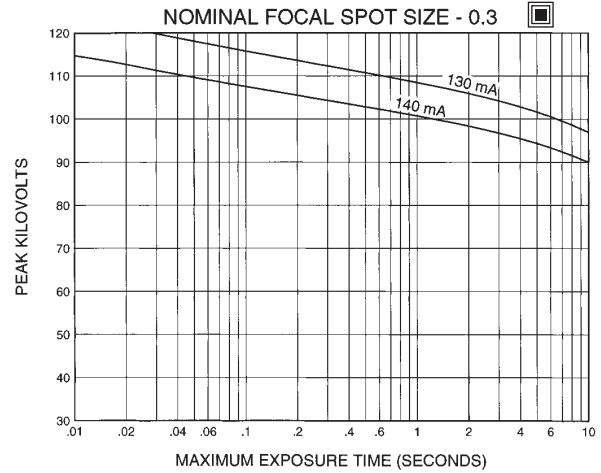 NOMINAL FOCAL SPOT SIZE - 0.3
120
110
100
90
80
70
60
50
40
30
PEAK KILOVOLTS
130 mA
140 mA
.01 .02 .04 .06 .1 .2 .4 .6 1 2 4 6 10
MAXIMUM EXPOSURE TIME (SECONDS)